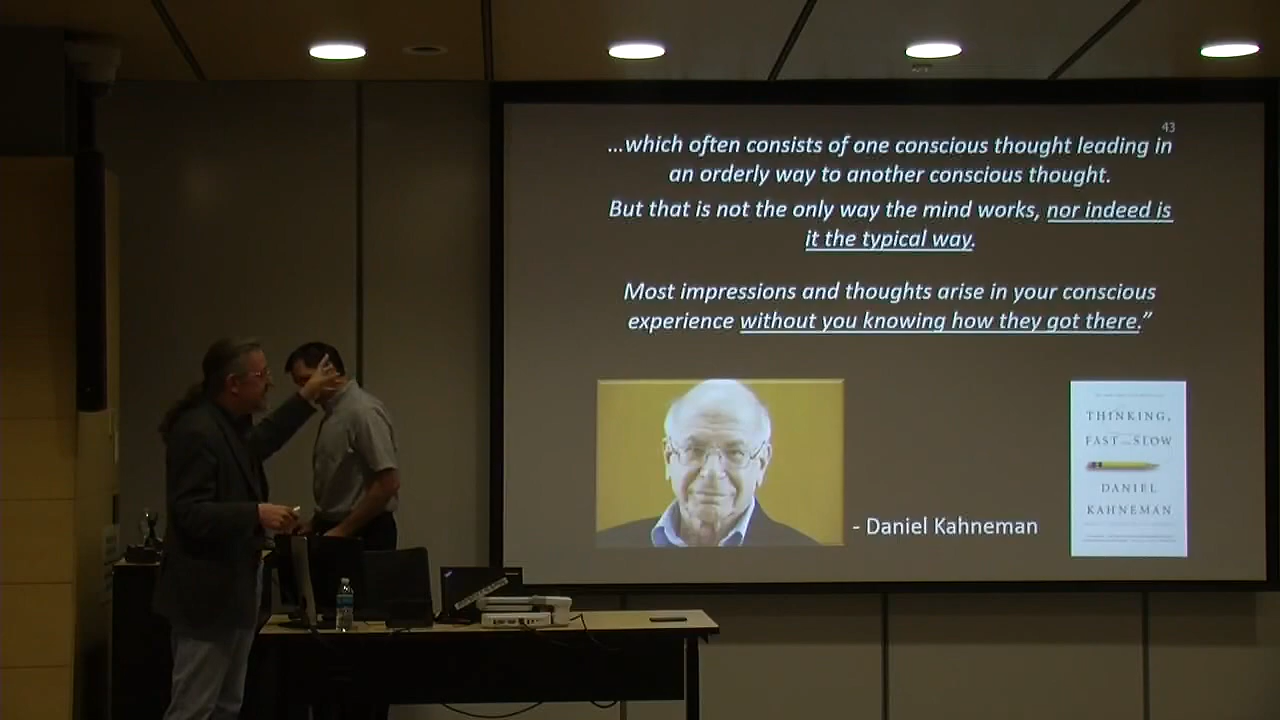 43
...which often consists of one conscious thought leading in
an orderly way to another conscious thought.
But that is not the only way the mind works, nor indeed is
it the typical way.
Most impressions and thoughts arise in your conscious
experience without you knowing how they got there.”
- Daniel Kahneman
THINKING,
FAST AND SLOW
DANIEL
KAHNEMAN